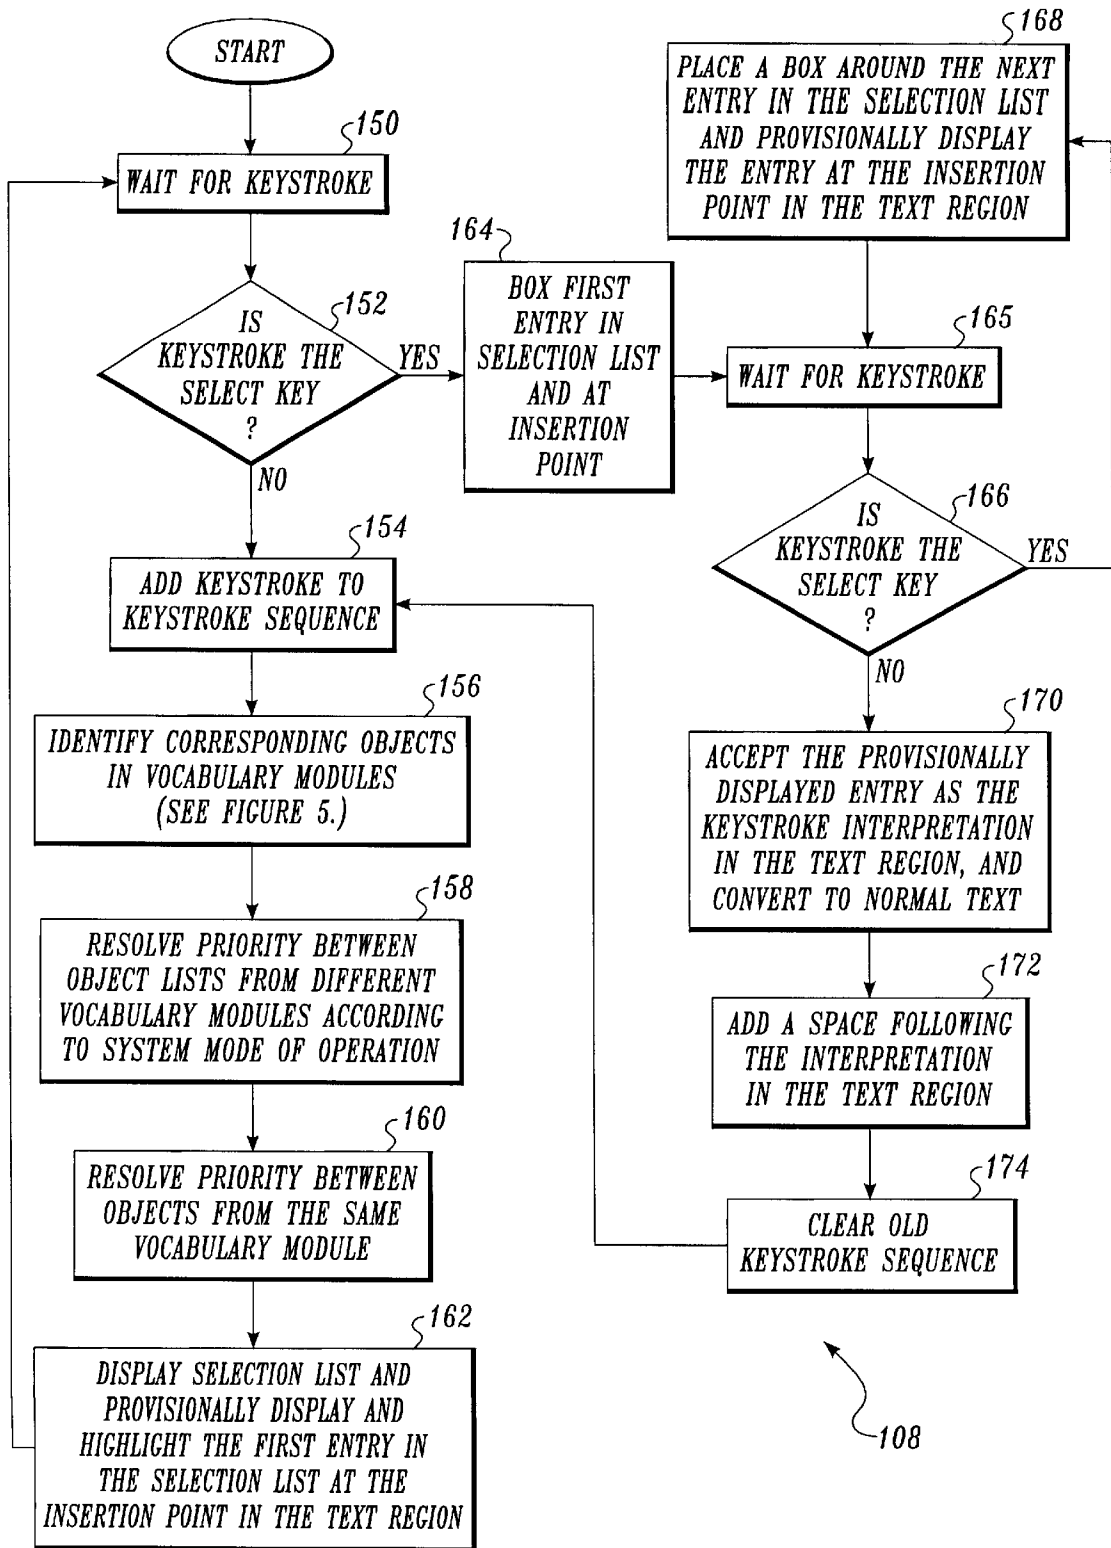 START
150
WAIT FOR KEYSTROKE
152
IS
KEYSTROKE THE
SELECT KEY
?
YES
NO
154
ADD KEYSTROKE TO
KEYSTROKE SEQUENCE
156
IDENTIFY CORRESPONDING OBJECTS
IN VOCABULARY MODULES
(SEE FIGURE 5.)
158
RESOLVE PRIORITY BETWEEN
OBJECT LISTS FROM DIFFERENT
VOCABULARY MODULES ACCORDING
TO SYSTEM MODE OF OPERATION
160
RESOLVE PRIORITY BETWEEN
OBJECTS FROM THE SAME
VOCABULARY MODULE
162
DISPLAY SELECTION LIST AND
PROVISIONALLY DISPLAY AND
HIGHLIGHT THE FIRST ENTRY IN
THE SELECTION LIST AT THE
INSERTION POINT IN THE TEXT REGION
164
BOX FIRST
ENTRY IN
SELECTION LIST
AND AT
INSERTION
POINT
168
PLACE A BOX AROUND THE NEXT
ENTRY IN THE SELECTION LIST
AND PROVISIONALLY DISPLAY
THE ENTRY AT THE INSERTION
POINT IN THE TEXT REGION
165
WAIT FOR KEYSTROKE
166
IS
KEYSTROKE THE
SELECT KEY
?
YES
NO
170
ACCEPT THE PROVISIONALLY
DISPLAYED ENTRY AS THE
KEYSTROKE INTERPRETATION
IN THE TEXT REGION, AND
CONVERT TO NORMAL TEXT
172
ADD A SPACE FOLLOWING
THE INTERPRETATION
IN THE TEXT REGION
174
CLEAR OLD
KEYSTROKE SEQUENCE
108